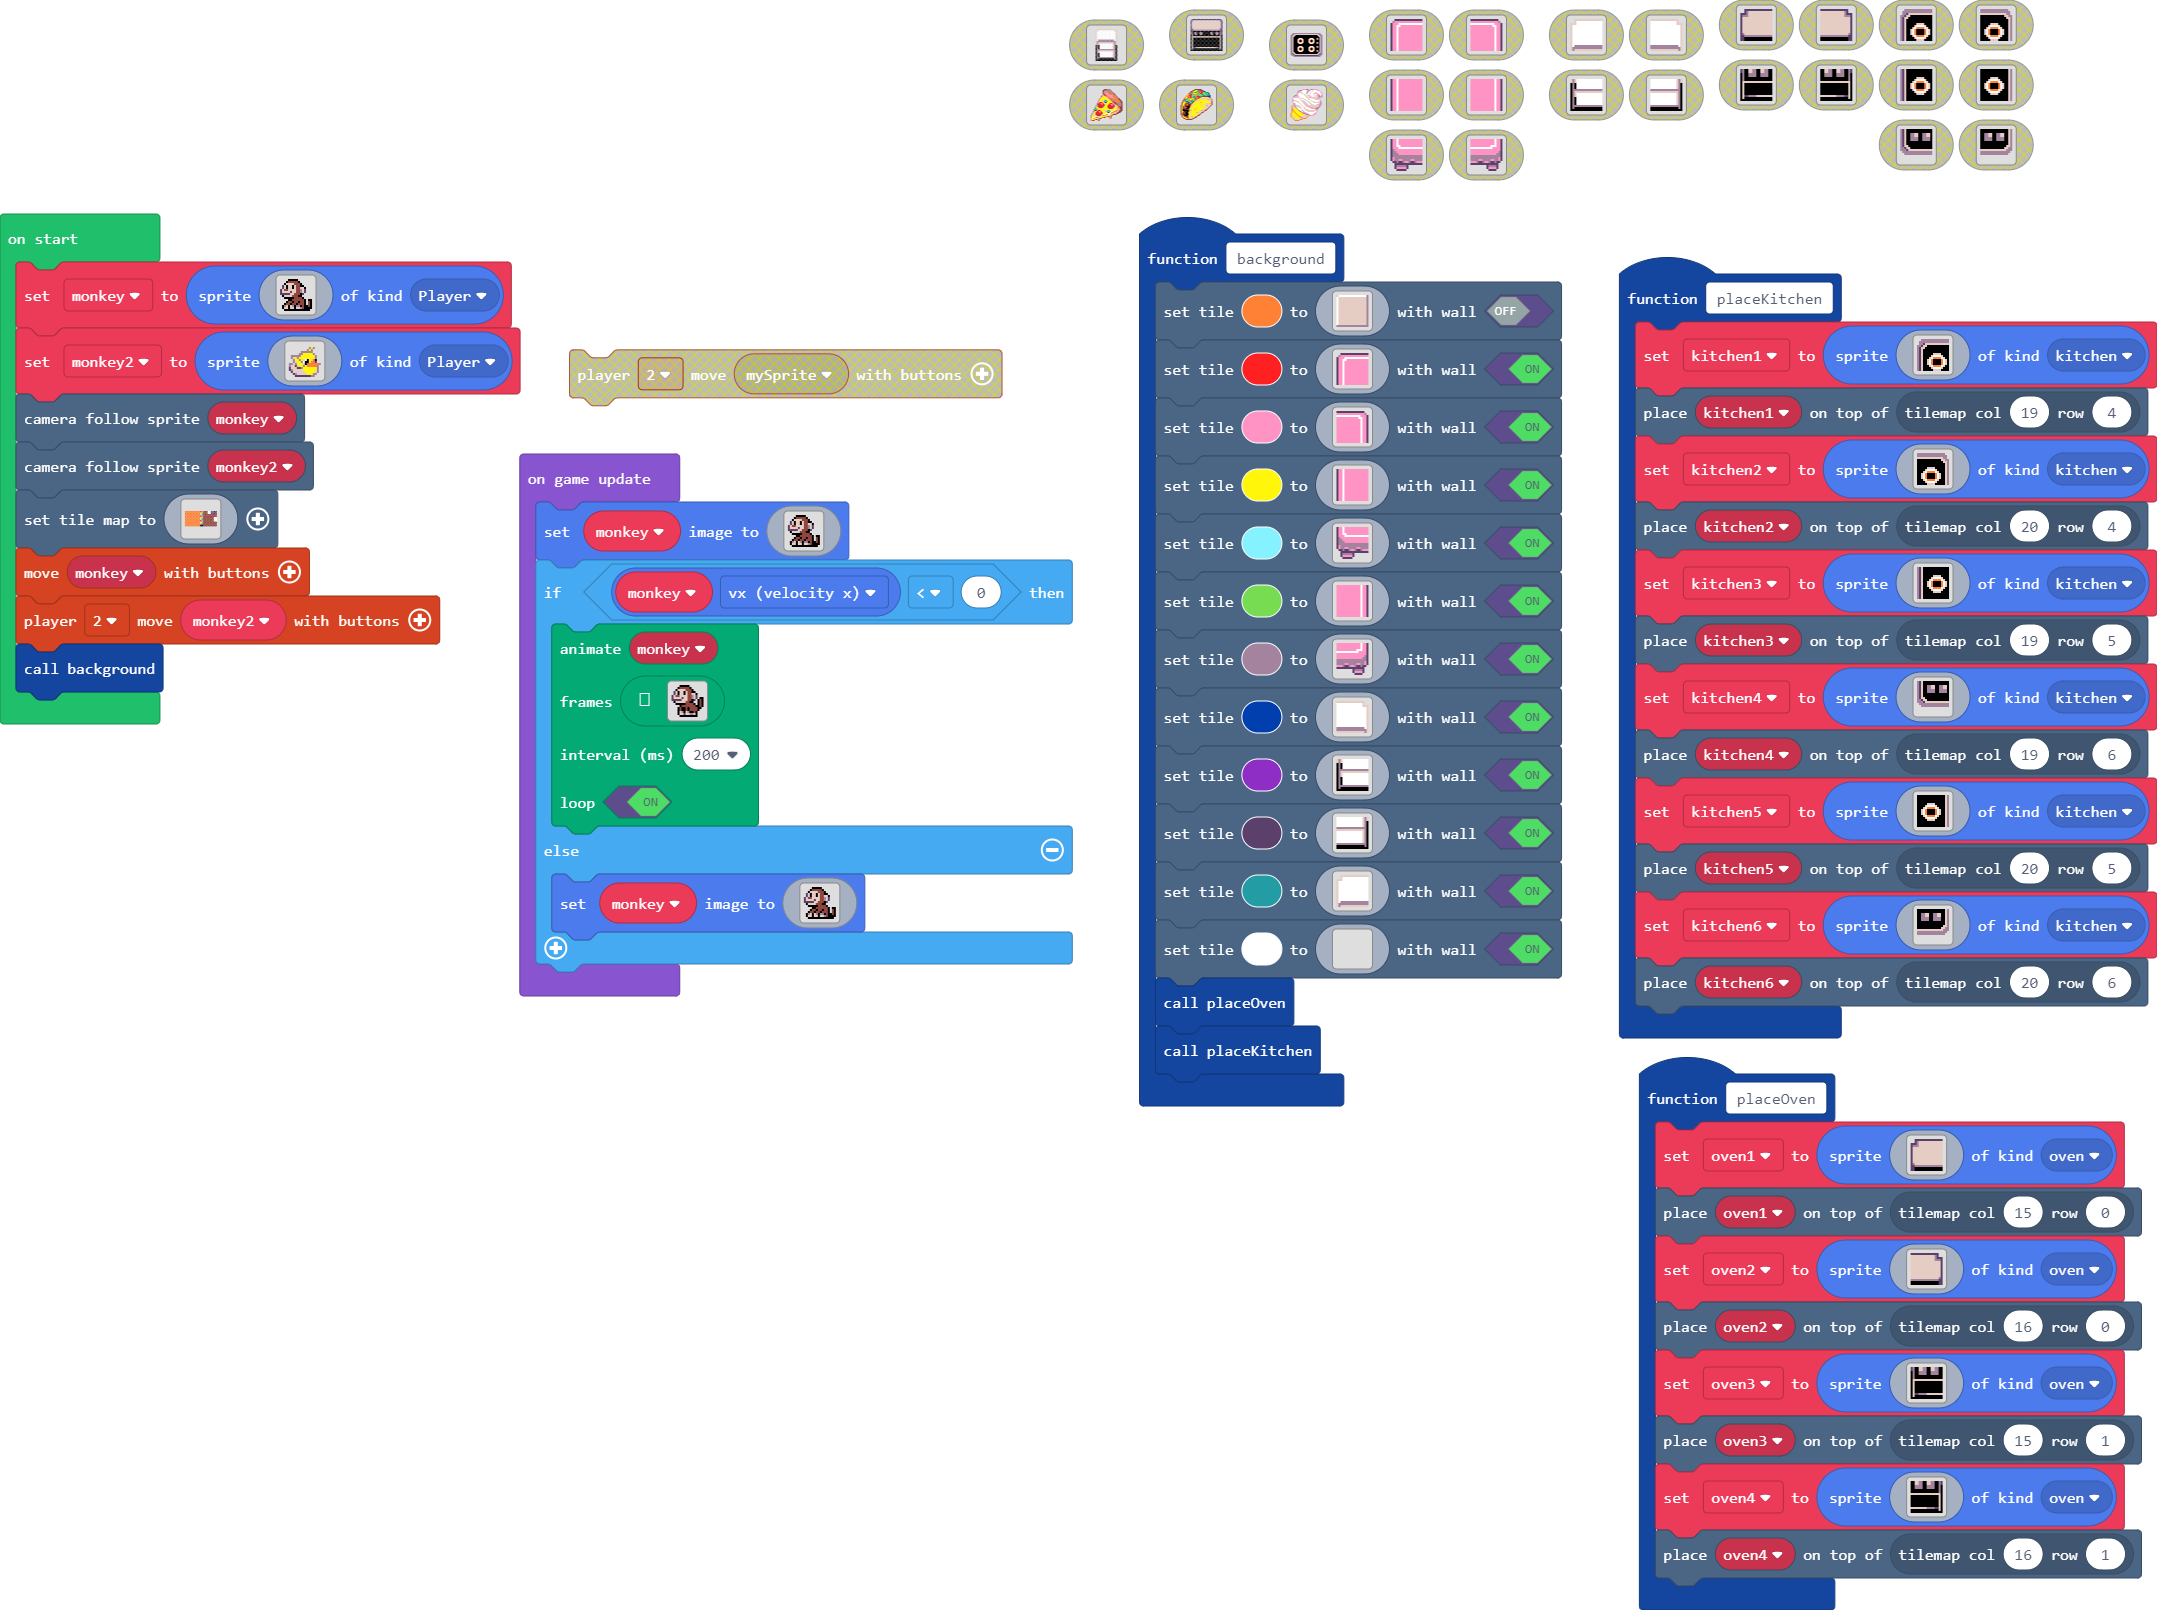 on start
set monkey to sprite of kind Player
set monkey2 to sprite of kind Player
camera follow sprite monkey
camera follow sprite monkey2
set tile map to
move monkey with buttons
player 2 move monkey2 with buttons
call background
player 2 move mySprite with buttons
on game update
set monkey image to
if monkey vx (velocity x) < 0 then
animate monkey
frames
interval (ms) 200
loop ON
else
set monkey image to
function background
set tile to with wall OFF
set tile to with wall ON
set tile to with wall ON
set tile to with wall ON
set tile to with wall ON
set tile to with wall ON
set tile to with wall ON
set tile to with wall ON
set tile to with wall ON
set tile to with wall ON
set tile to with wall ON
set tile to with wall ON
call placeOven
call placeKitchen
function placeKitchen
set kitchen1 to sprite of kind kitchen
place kitchen1 on top of tilemap col 19 row 4
set kitchen2 to sprite of kind kitchen
place kitchen2 on top of tilemap col 20 row 4
set kitchen3 to sprite of kind kitchen
place kitchen3 on top of tilemap col 19 row 5
set kitchen4 to sprite of kind kitchen
place kitchen4 on top of tilemap col 19 row 6
set kitchen5 to sprite of kind kitchen
place kitchen5 on top of tilemap col 20 row 5
set kitchen6 to sprite of kind kitchen
place kitchen6 on top of tilemap col 20 row 6
function placeOven
set oven1 to sprite of kind oven
place oven1 on top of tilemap col 15 row 0
set oven2 to sprite of kind oven
place oven2 on top of tilemap col 16 row 0
set oven3 to sprite of kind oven
place oven3 on top of tilemap col 15 row 1
set oven4 to sprite of kind oven
place oven4 on top of tilemap col 16 row 1